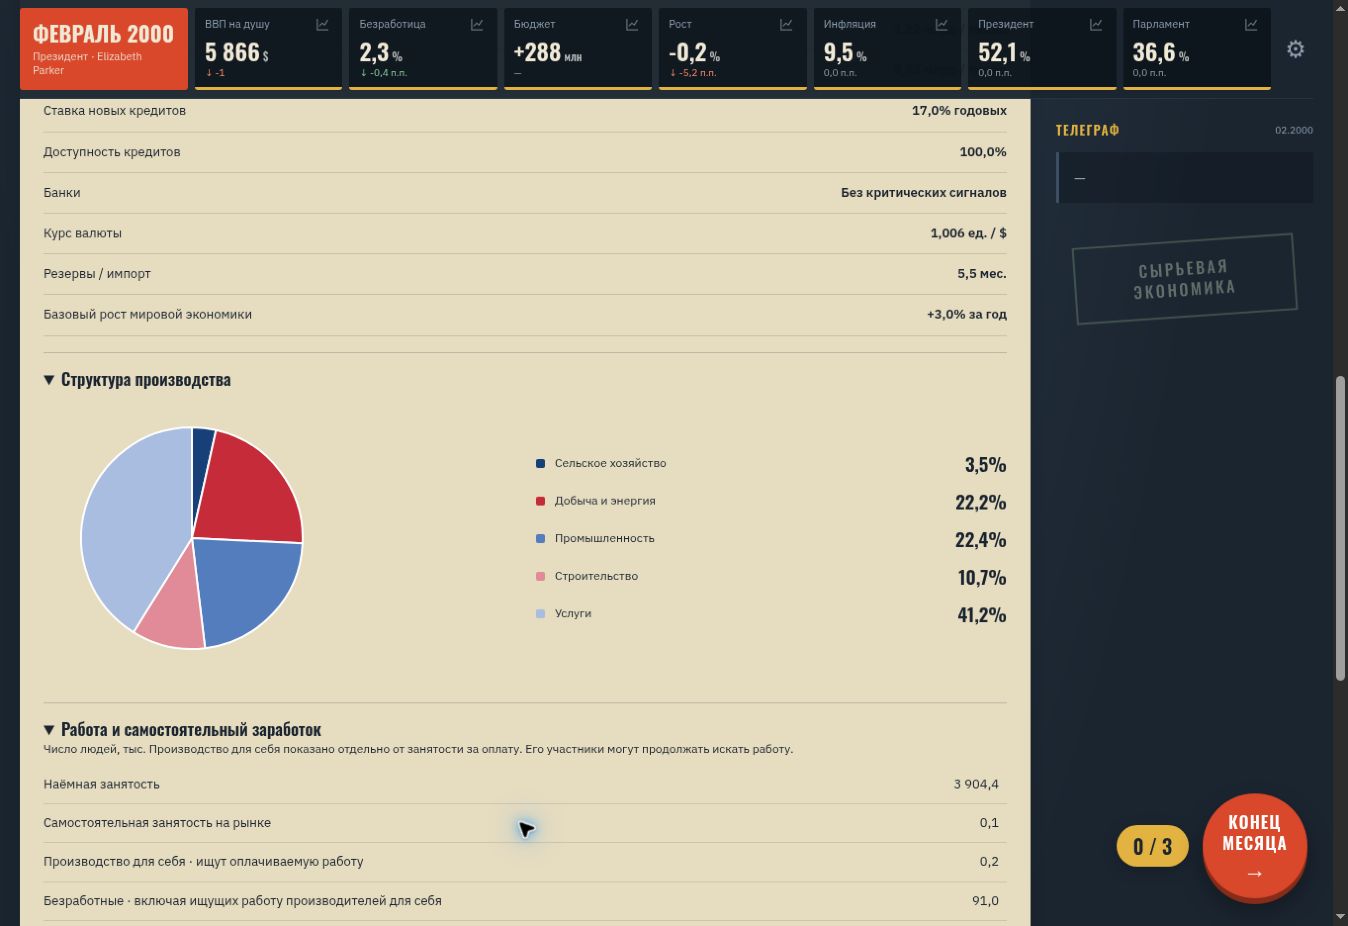 ФЕВРАЛЬ 2000
Президент · Elizabeth
Parker
ВВП на душу
5 866 $
↓ -1
Безработица
2,3 %
↓ -0,4 п.п.
Бюджет
+288 млн
—
Рост
-0,2 %
↓ -5,2 п.п.
Инфляция
9,5 %
0,0 п.п.
Президент
52,1 %
0,0 п.п.
Парламент
36,6 %
0,0 п.п.
Ставка новых кредитов 17,0% годовых
Доступность кредитов 100,0%
Банки Без критических сигналов
Курс валюты 1,006 ед. / $
Резервы / импорт 5,5 мес.
Базовый рост мировой экономики +3,0% за год
▼ Структура производства
Сельское хозяйство 3,5%
Добыча и энергия 22,2%
Промышленность 22,4%
Строительство 10,7%
Услуги 41,2%
▼ Работа и самостоятельный заработок
Число людей, тыс. Производство для себя показано отдельно от занятости за оплату. Его участники могут продолжать искать работу.
Наёмная занятость 3 904,4
Самостоятельная занятость на рынке 0,1
Производство для себя · ищут оплачиваемую работу 0,2
Безработные · включая ищущих работу производителей для себя 91,0
ТЕЛЕГРАФ 02.2000
—
СЫРЬЕВАЯ
ЭКОНОМИКА
0 / 3
КОНЕЦ
МЕСЯЦА
→